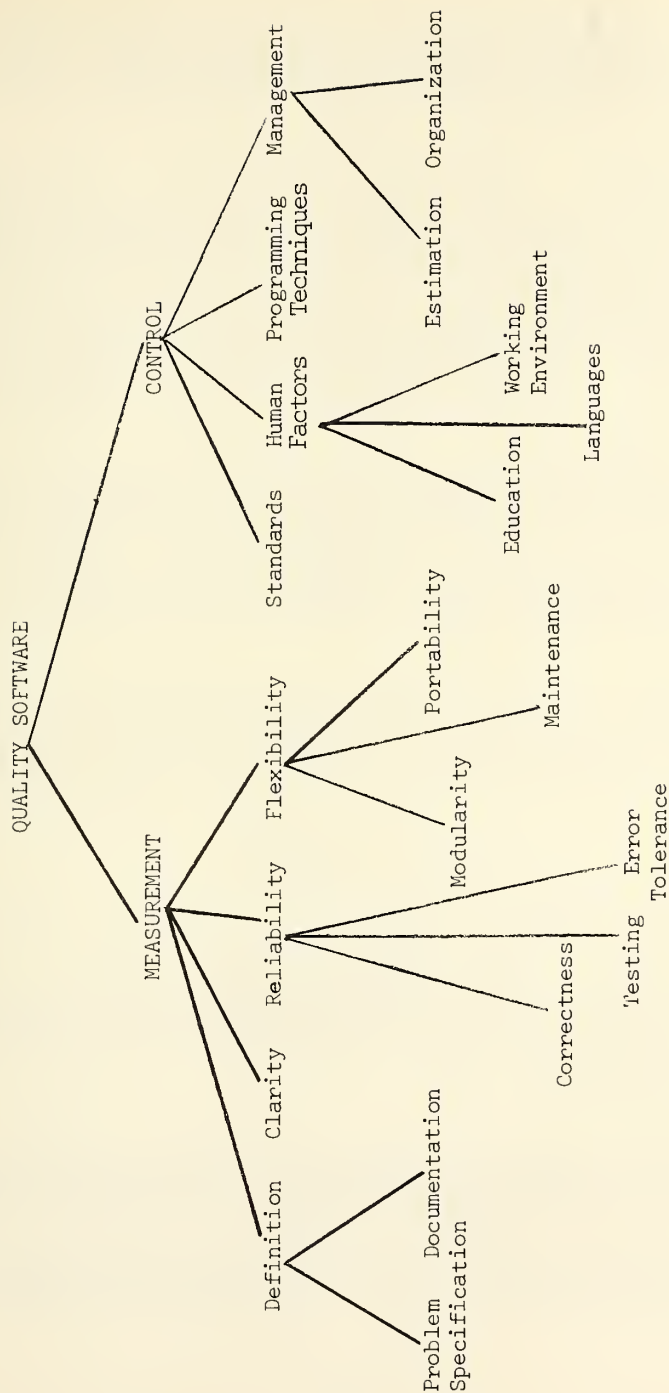 QUALITY SOFTWARE
MEASUREMENT
CONTROL
Definition
Clarity
Reliability
Flexibility
Standards
Human
Factors
Programming
Techniques
Management
Problem
Specification
Documentation
Correctness
Testing
Error
Tolerance
Modularity
Maintenance
Portability
Education
Languages
Working
Environment
Estimation
Organization